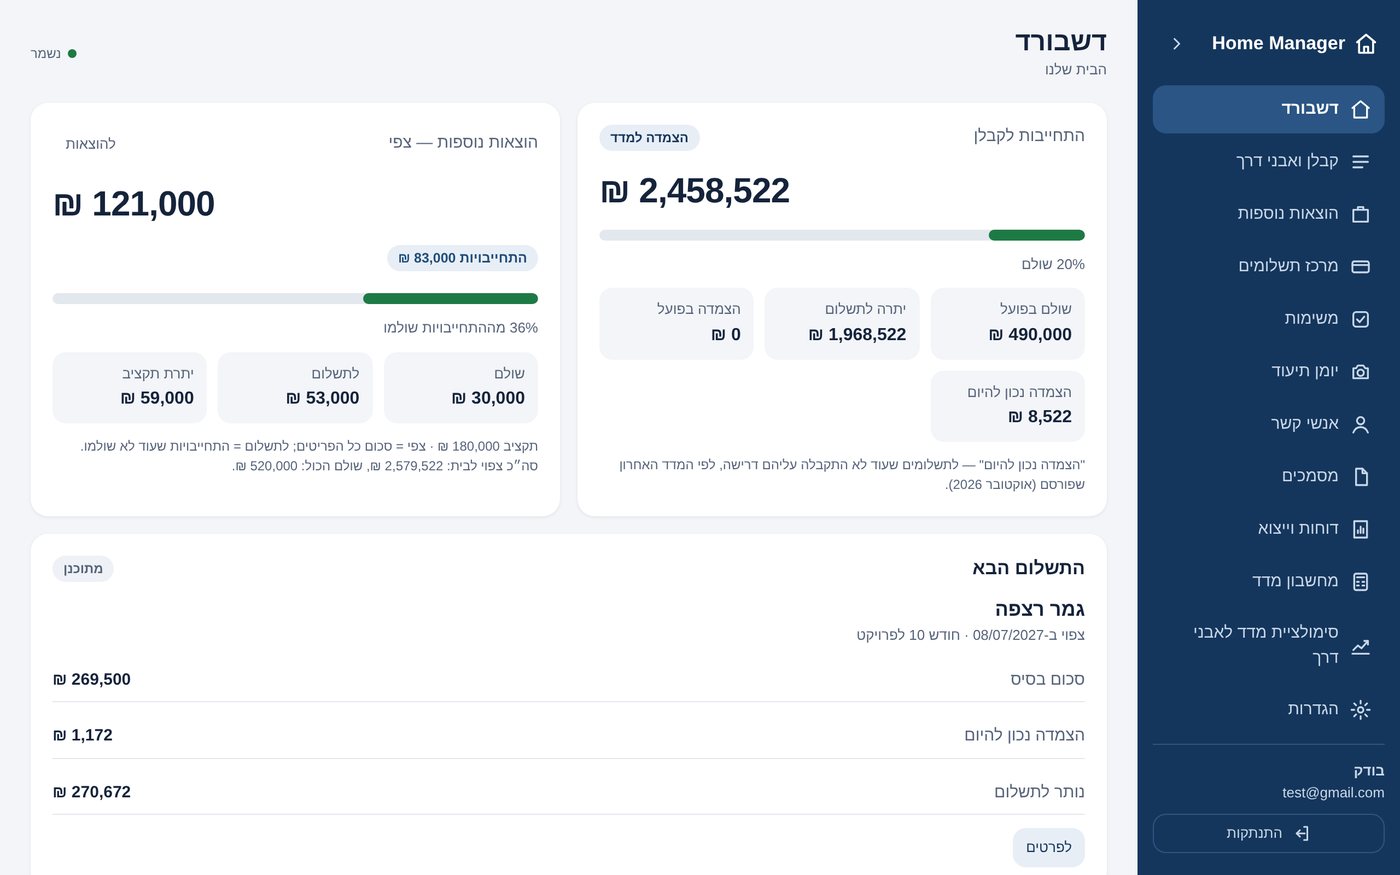 Home Manager
דשבורד
קבלן ואבני דרך
הוצאות נוספות
מרכז תשלומים
משימות
יומן תיעוד
אנשי קשר
מסמכים
דוחות וייצוא
מחשבון מדד
סימולציית מדד לאבני
דרך
הגדרות
בודק
test@gmail.com
התנתקות
דשבורד
הבית שלנו
נשמר
התחייבות לקבלן
הצמדה למדד
2,458,522 ₪
20% שולם
שולם בפועל
490,000 ₪
יתרה לתשלום
1,968,522 ₪
הצמדה בפועל
0 ₪
הצמדה נכון להיום
8,522 ₪
"הצמדה נכון להיום" — לתשלומים שעוד לא התקבלה עליהם דרישה, לפי המדד האחרון
שפורסם (אוקטובר 2026).
הוצאות נוספות — צפי
להוצאות
121,000 ₪
התחייבויות 83,000 ₪
36% מההתחייבויות שולמו
שולם
30,000 ₪
לתשלום
53,000 ₪
יתרת תקציב
59,000 ₪
תקציב 180,000 ₪ · צפי = סכום כל הפריטים; לתשלום = התחייבויות שעוד לא שולמו.
סה״כ צפוי לבית: 2,579,522 ₪, שולם הכול: 520,000 ₪.
התשלום הבא
מתוכנן
גמר רצפה
צפוי ב-08/07/2027 · חודש 10 לפרויקט
סכום בסיס
269,500 ₪
הצמדה נכון להיום
1,172 ₪
נותר לתשלום
270,672 ₪
לפרטים